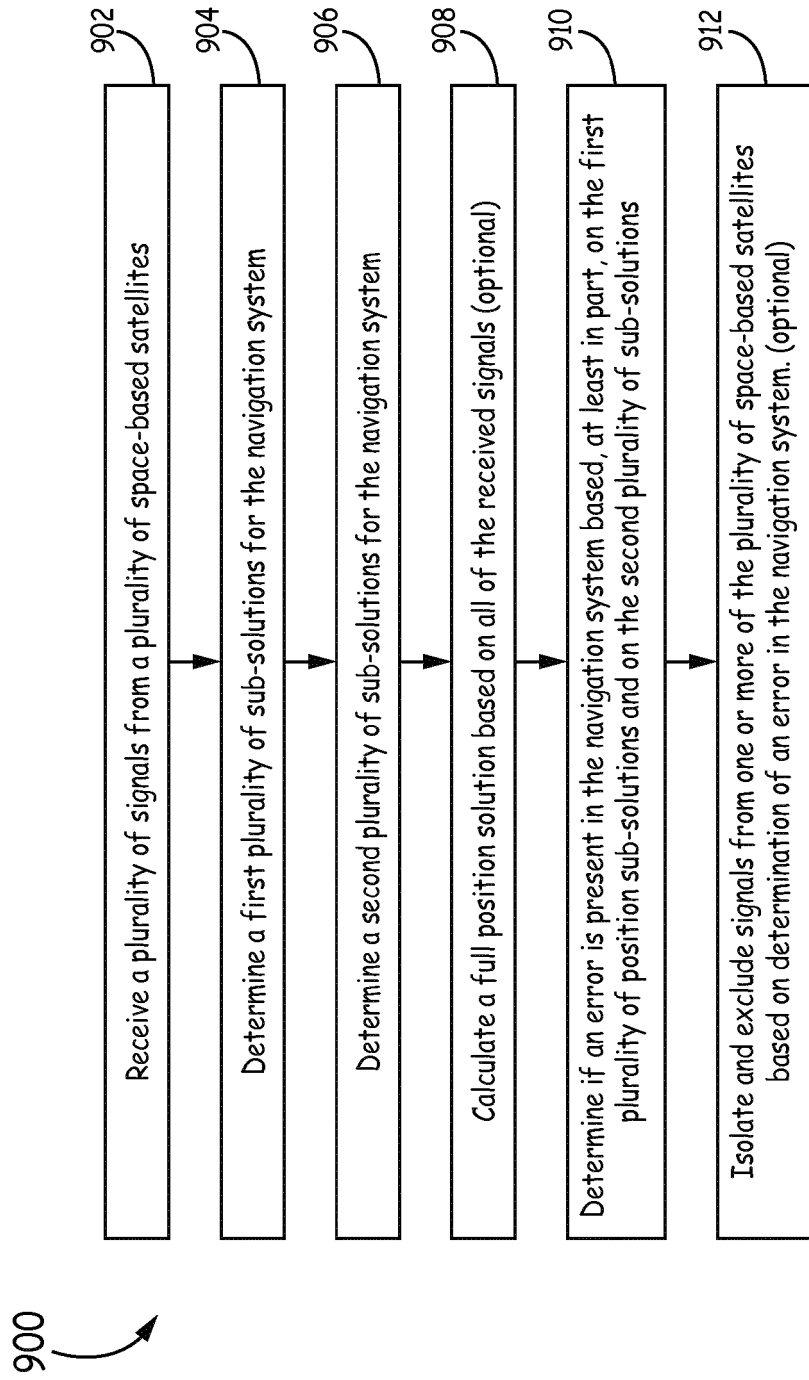 900
902
Receive a plurality of signals from a plurality of space-based satellites
904
Determine a first plurality of sub-solutions for the navigation system
906
Determine a second plurality of sub-solutions for the navigation system
908
Calculate a full position solution based on all of the received signals (optional)
910
Determine if an error is present in the navigation system based, at least in part, on the first
plurality of position sub-solutions and on the second plurality of sub-solutions
912
Isolate and exclude signals from one or more of the plurality of space-based satellites
based on determination of an error in the navigation system. (optional)